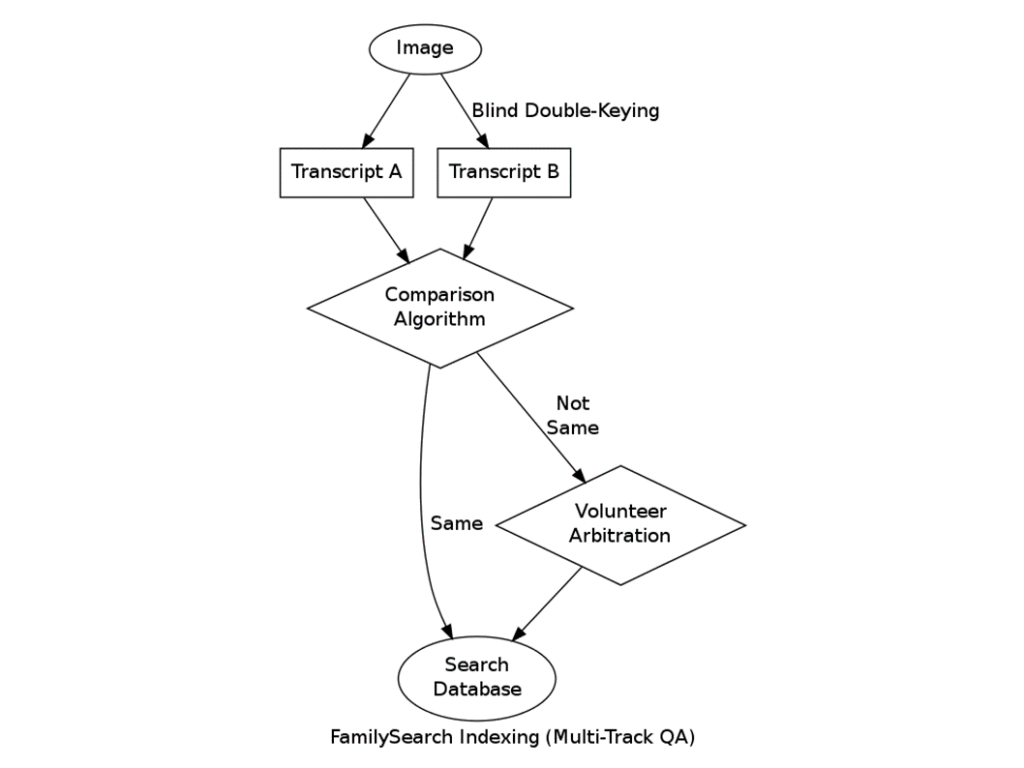 Image
Blind Double-Keying
Transcript A
Transcript B
Comparison
Algorithm
Not
Same
Volunteer
Arbitration
Same
Search
Database
FamilySearch Indexing (Multi-Track QA)